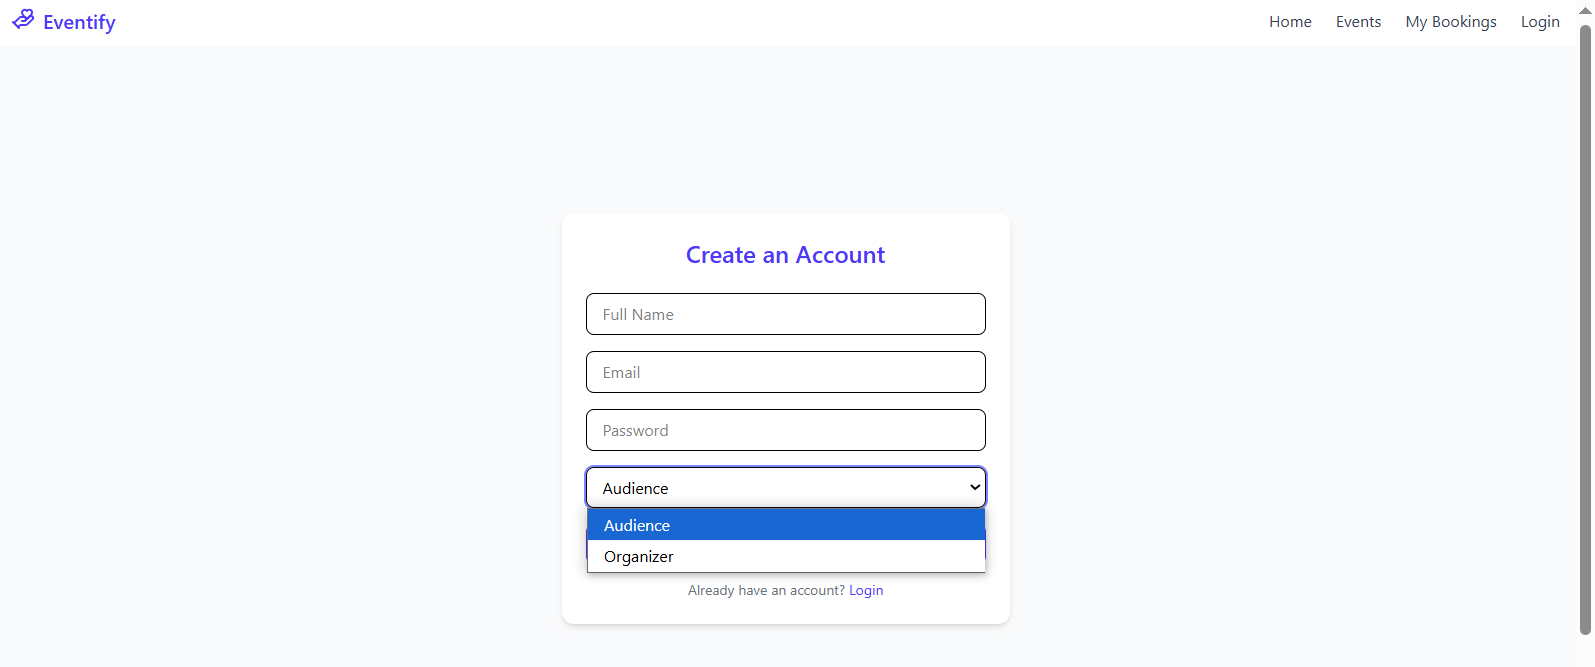 Eventify
Home Events My Bookings Login
Create an Account
Full Name
Email
Password
Audience
Audience
Organizer
Already have an account? Login